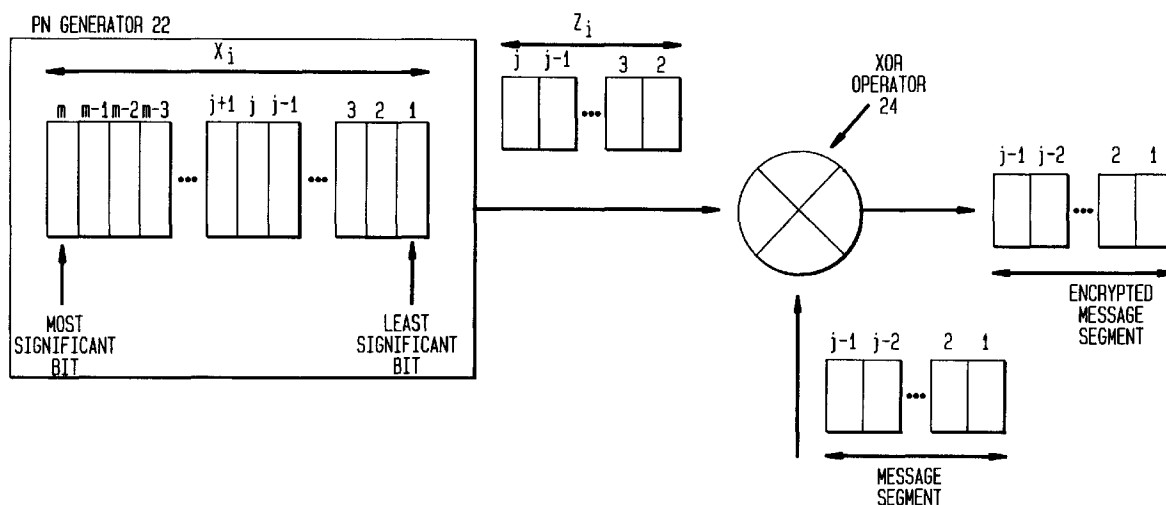 PN GENERATOR 22
X i
m m-1 m-2 m-3 j+1 j j-1 3 2 1
MOST
SIGNIFICANT
BIT
LEAST
SIGNIFICANT
BIT
Z i
j j-1 3 2
XOR
OPERATOR
24
j-1 j-2 2 1
ENCRYPTED
MESSAGE
SEGMENT
j-1 j-2 2 1
MESSAGE
SEGMENT